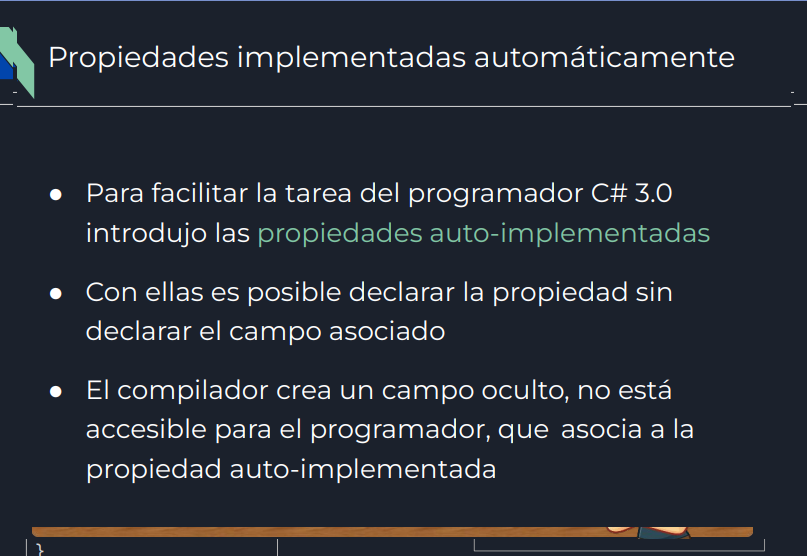 Propiedades implementadas automáticamente
● Para facilitar la tarea del programador C# 3.0
introdujo las propiedades auto-implementadas
● Con ellas es posible declarar la propiedad sin
declarar el campo asociado
● El compilador crea un campo oculto, no está
accesible para el programador, que asocia a la
propiedad auto-implementada
}